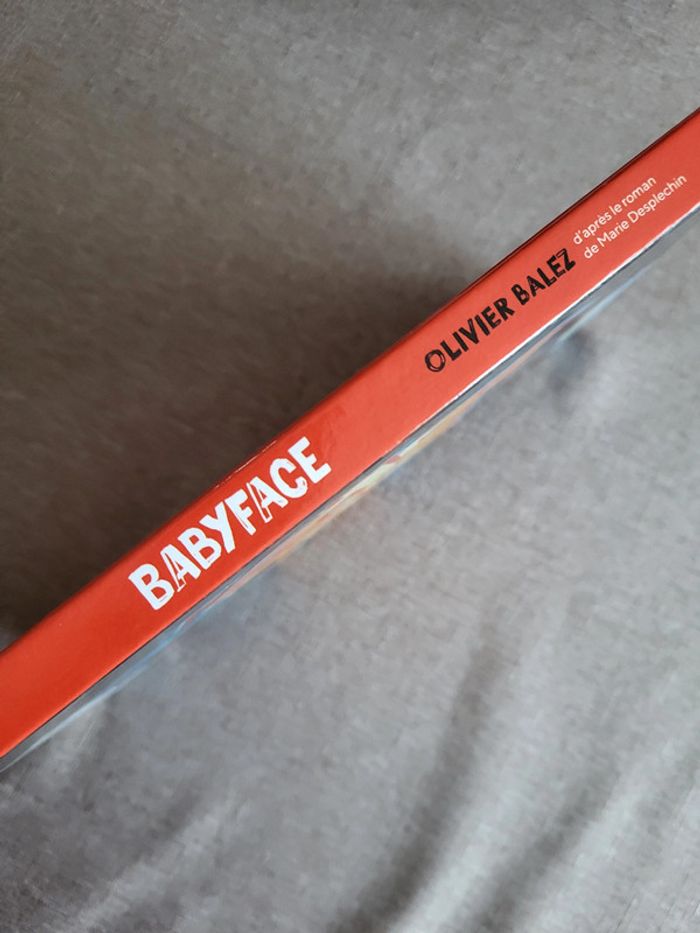 BABYFACE
OLIVIER BALEZ
d'après le roman
de Marie Desplechin